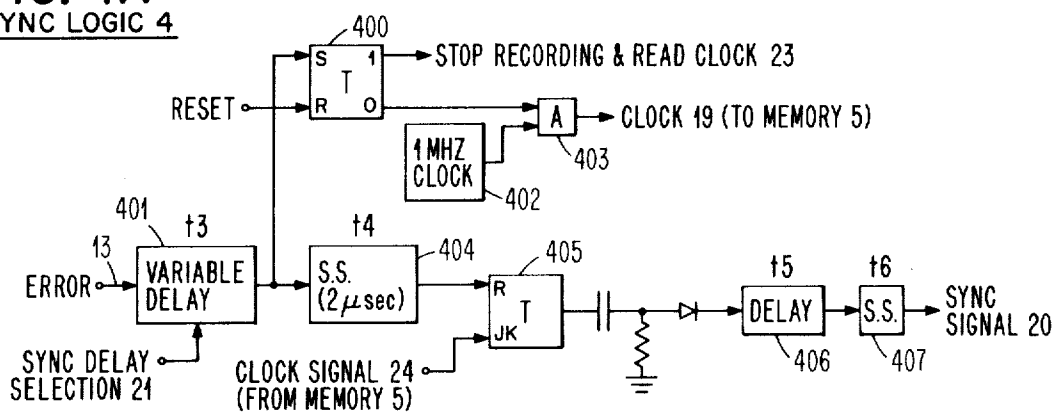 YNC LOGIC 4
400
S 1
T
R 0
STOP RECORDING & READ CLOCK 23
RESET
A
403
CLOCK 19 (TO MEMORY 5)
1 MHZ
CLOCK
402
401
t3
13
ERROR
VARIABLE
DELAY
SYNC DELAY
SELECTION 21
t4
S.S.
(2μsec)
404
405
R
T
JK
CLOCK SIGNAL 24
(FROM MEMORY 5)
t5
DELAY
406
t6
S.S.
407
SYNC
SIGNAL 20